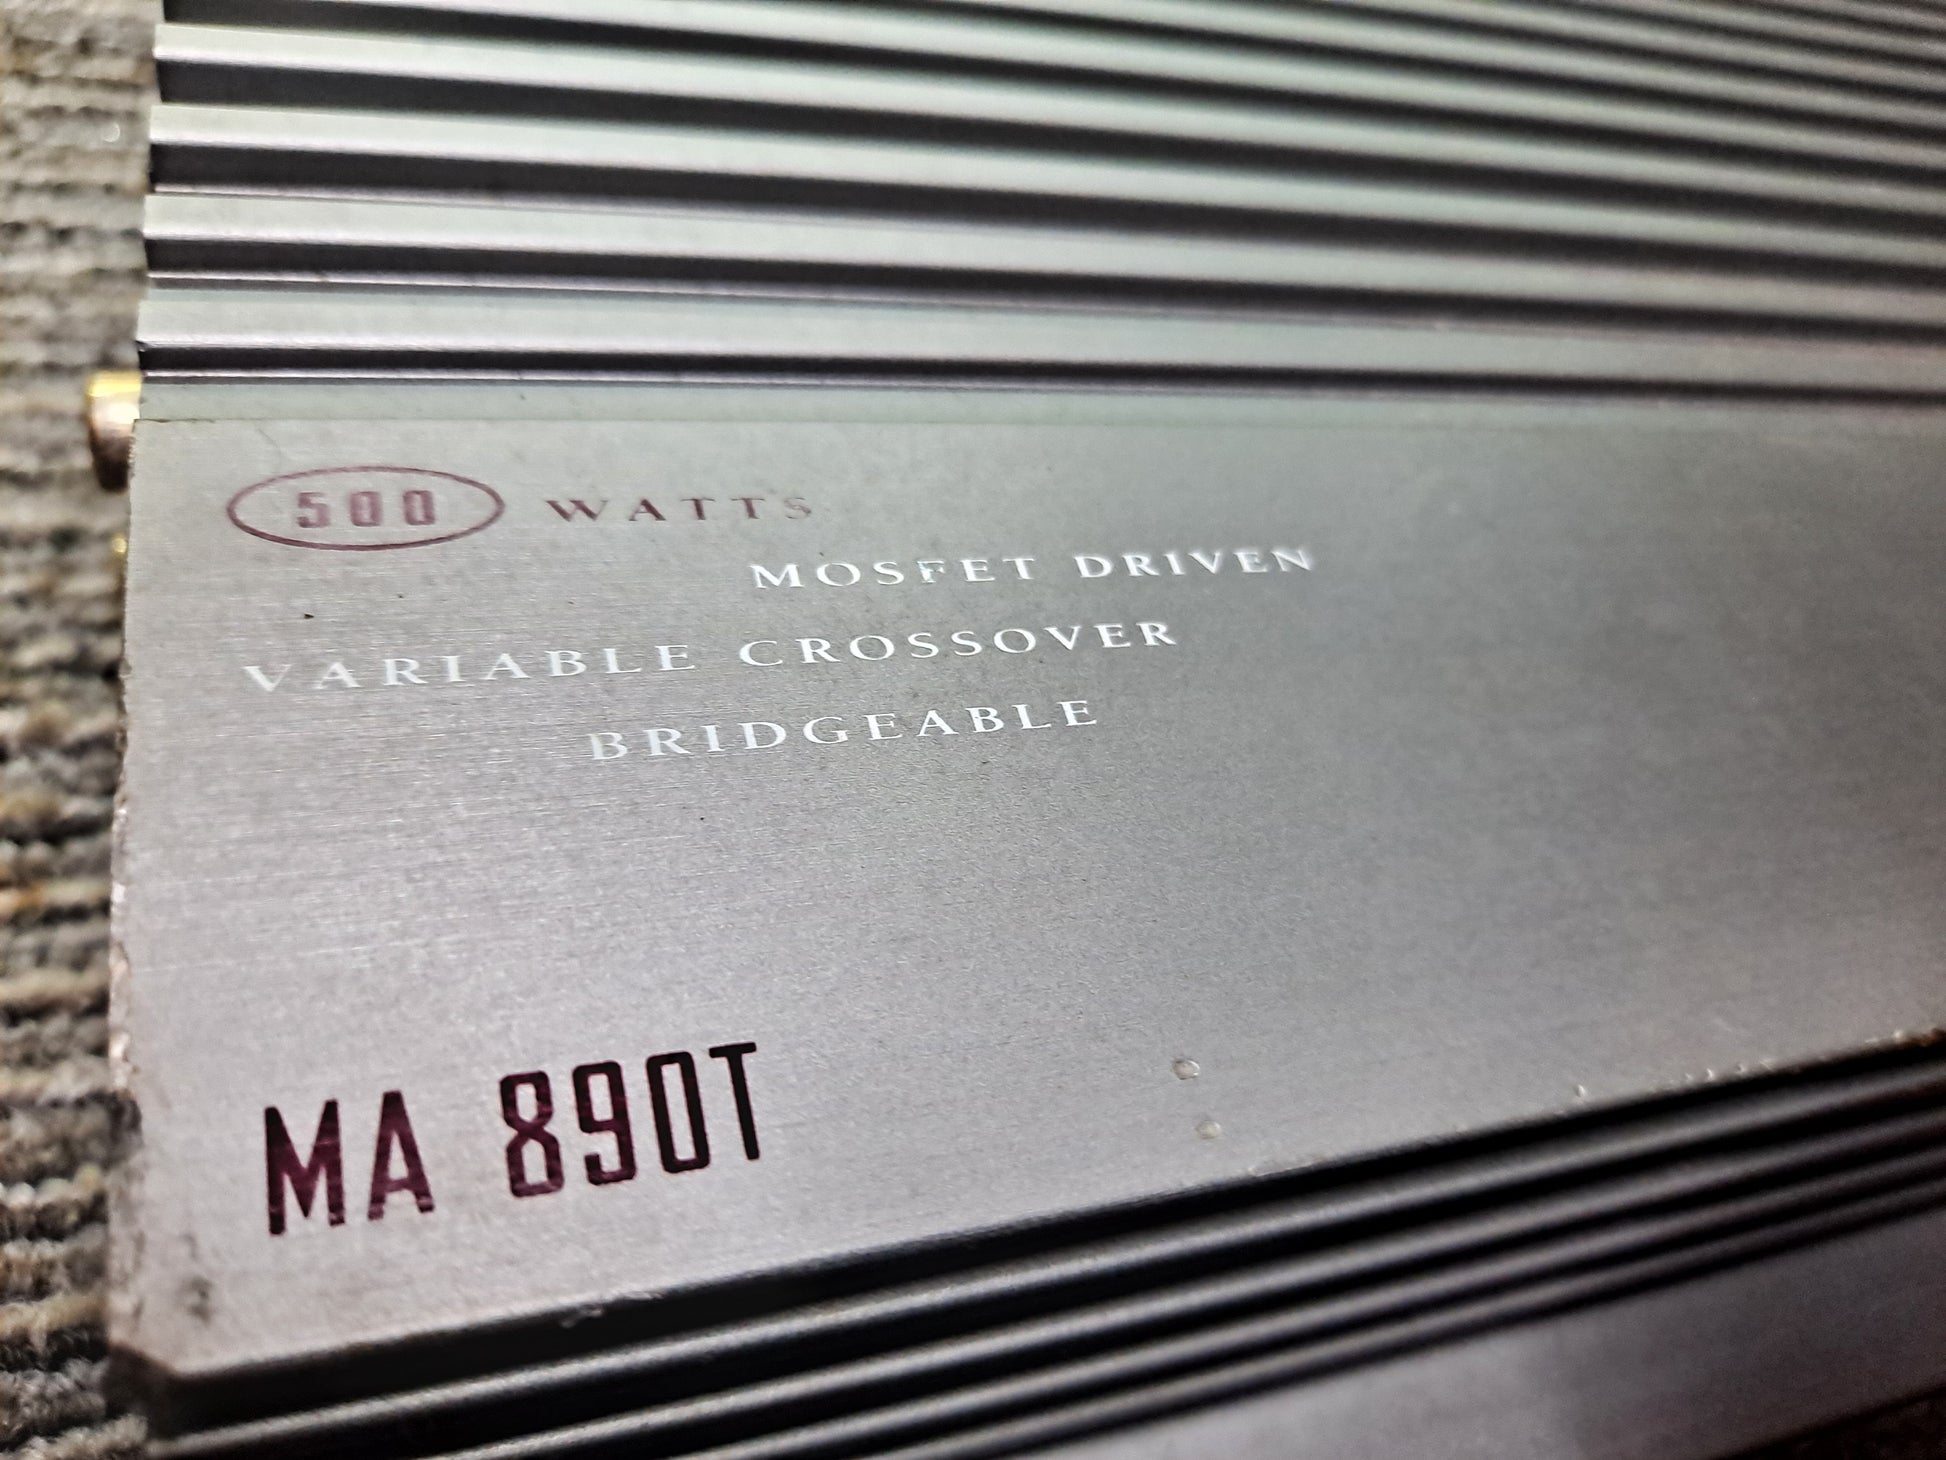 500 WATTS
MOSFET DRIVEN
VARIABLE CROSSOVER
BRIDGEABLE
MA 890T